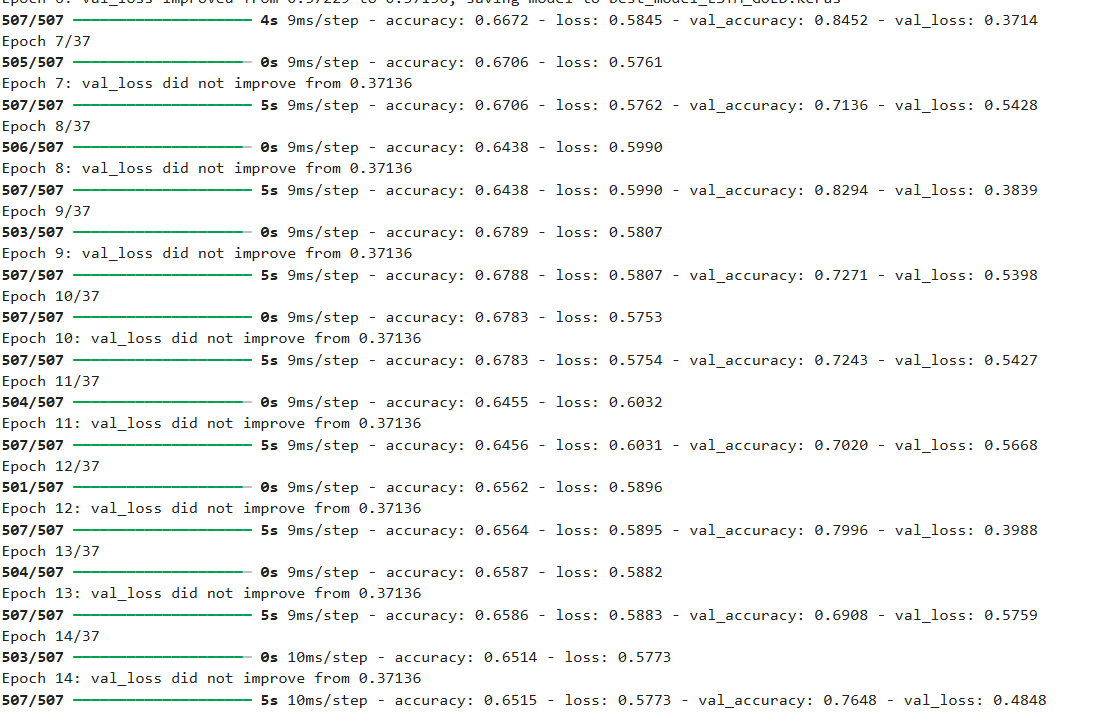 Epoch 6: val_loss improved from 0.37229 to 0.37136, saving model to best_model_LSTM_GOLD.keras
507/507 4s 9ms/step - accuracy: 0.6672 - loss: 0.5845 - val_accuracy: 0.8452 - val_loss: 0.3714
Epoch 7/37
505/507 0s 9ms/step - accuracy: 0.6706 - loss: 0.5761
Epoch 7: val_loss did not improve from 0.37136
507/507 5s 9ms/step - accuracy: 0.6706 - loss: 0.5762 - val_accuracy: 0.7136 - val_loss: 0.5428
Epoch 8/37
506/507 0s 9ms/step - accuracy: 0.6438 - loss: 0.5990
Epoch 8: val_loss did not improve from 0.37136
507/507 5s 9ms/step - accuracy: 0.6438 - loss: 0.5990 - val_accuracy: 0.8294 - val_loss: 0.3839
Epoch 9/37
503/507 0s 9ms/step - accuracy: 0.6789 - loss: 0.5807
Epoch 9: val_loss did not improve from 0.37136
507/507 5s 9ms/step - accuracy: 0.6788 - loss: 0.5807 - val_accuracy: 0.7271 - val_loss: 0.5398
Epoch 10/37
507/507 0s 9ms/step - accuracy: 0.6783 - loss: 0.5753
Epoch 10: val_loss did not improve from 0.37136
507/507 5s 9ms/step - accuracy: 0.6783 - loss: 0.5754 - val_accuracy: 0.7243 - val_loss: 0.5427
Epoch 11/37
504/507 0s 9ms/step - accuracy: 0.6455 - loss: 0.6032
Epoch 11: val_loss did not improve from 0.37136
507/507 5s 9ms/step - accuracy: 0.6456 - loss: 0.6031 - val_accuracy: 0.7020 - val_loss: 0.5668
Epoch 12/37
501/507 0s 9ms/step - accuracy: 0.6562 - loss: 0.5896
Epoch 12: val_loss did not improve from 0.37136
507/507 5s 9ms/step - accuracy: 0.6564 - loss: 0.5895 - val_accuracy: 0.7996 - val_loss: 0.3988
Epoch 13/37
504/507 0s 9ms/step - accuracy: 0.6587 - loss: 0.5882
Epoch 13: val_loss did not improve from 0.37136
507/507 5s 9ms/step - accuracy: 0.6586 - loss: 0.5883 - val_accuracy: 0.6908 - val_loss: 0.5759
Epoch 14/37
503/507 0s 10ms/step - accuracy: 0.6514 - loss: 0.5773
Epoch 14: val_loss did not improve from 0.37136
507/507 5s 10ms/step - accuracy: 0.6515 - loss: 0.5773 - val_accuracy: 0.7648 - val_loss: 0.4848